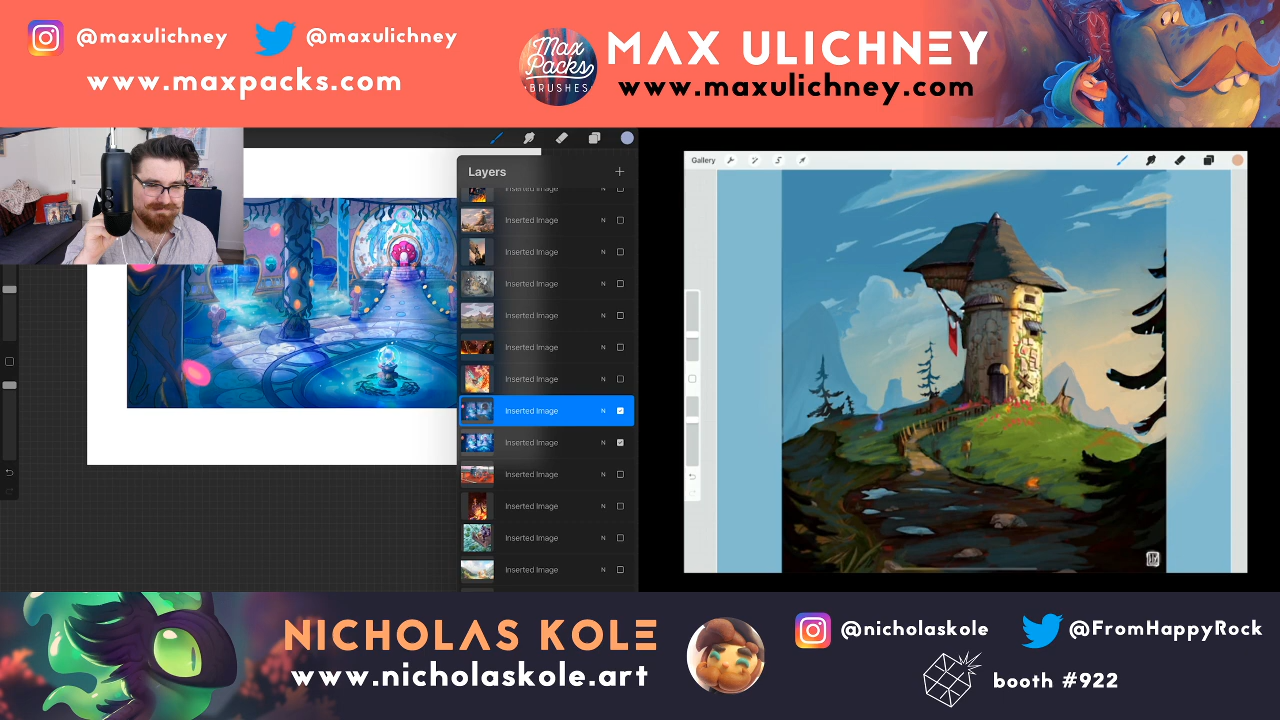 @maxulichney
@maxulichney
www.maxpacks.com
Max
Packs
BRUSHES
MAX ULICHNEY
www.maxulichney.com
Layers
Inserted Image N
Inserted Image N
Inserted Image N
Inserted Image N
Inserted Image N
Inserted Image N
Inserted Image N
Inserted Image N
Inserted Image N
Inserted Image N
Inserted Image N
Inserted Image N
Inserted Image N
Gallery
NICHOLAS KOLE
www.nicholaskole.art
@nicholaskole
@FromHappyRock
booth #922